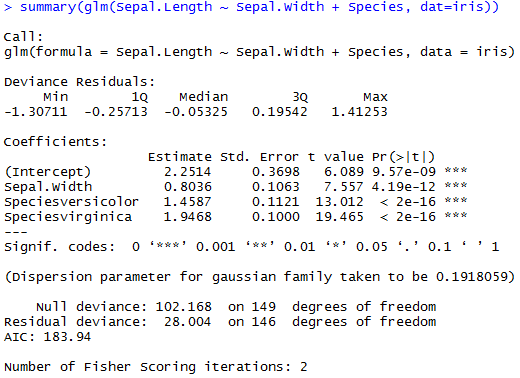 > summary(glm(Sepal.Length ~ Sepal.Width + Species, dat=iris))
Call:
glm(formula = Sepal.Length ~ Sepal.Width + Species, data = iris)
Deviance Residuals:
Min 1Q Median 3Q Max
-1.30711 -0.25713 -0.05325 0.19542 1.41253
Coefficients:
Estimate Std. Error t value Pr(>|t|)
(Intercept) 2.2514 0.3698 6.089 9.57e-09 ***
Sepal.Width 0.8036 0.1063 7.557 4.19e-12 ***
Speciesversicolor 1.4587 0.1121 13.012 < 2e-16 ***
Speciesvirginica 1.9468 0.1000 19.465 < 2e-16 ***
---
Signif. codes: 0 ‘***’ 0.001 ‘**’ 0.01 ‘*’ 0.05 ‘.’ 0.1 ‘ ’ 1
(Dispersion parameter for gaussian family taken to be 0.1918059)
Null deviance: 102.168 on 149 degrees of freedom
Residual deviance: 28.004 on 146 degrees of freedom
AIC: 183.94
Number of Fisher Scoring iterations: 2